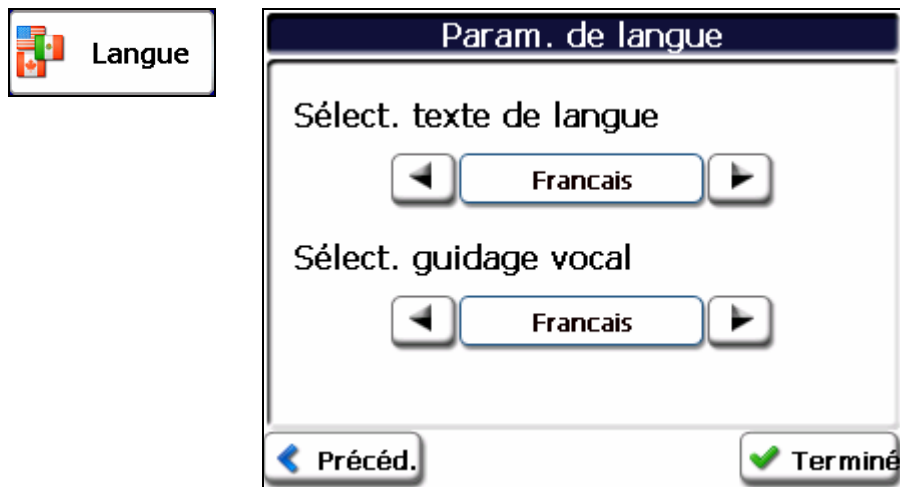 Langue
Param. de langue
Sélect. texte de langue
Francais
Sélect. guidage vocal
Francais
Précéd.
Terminé